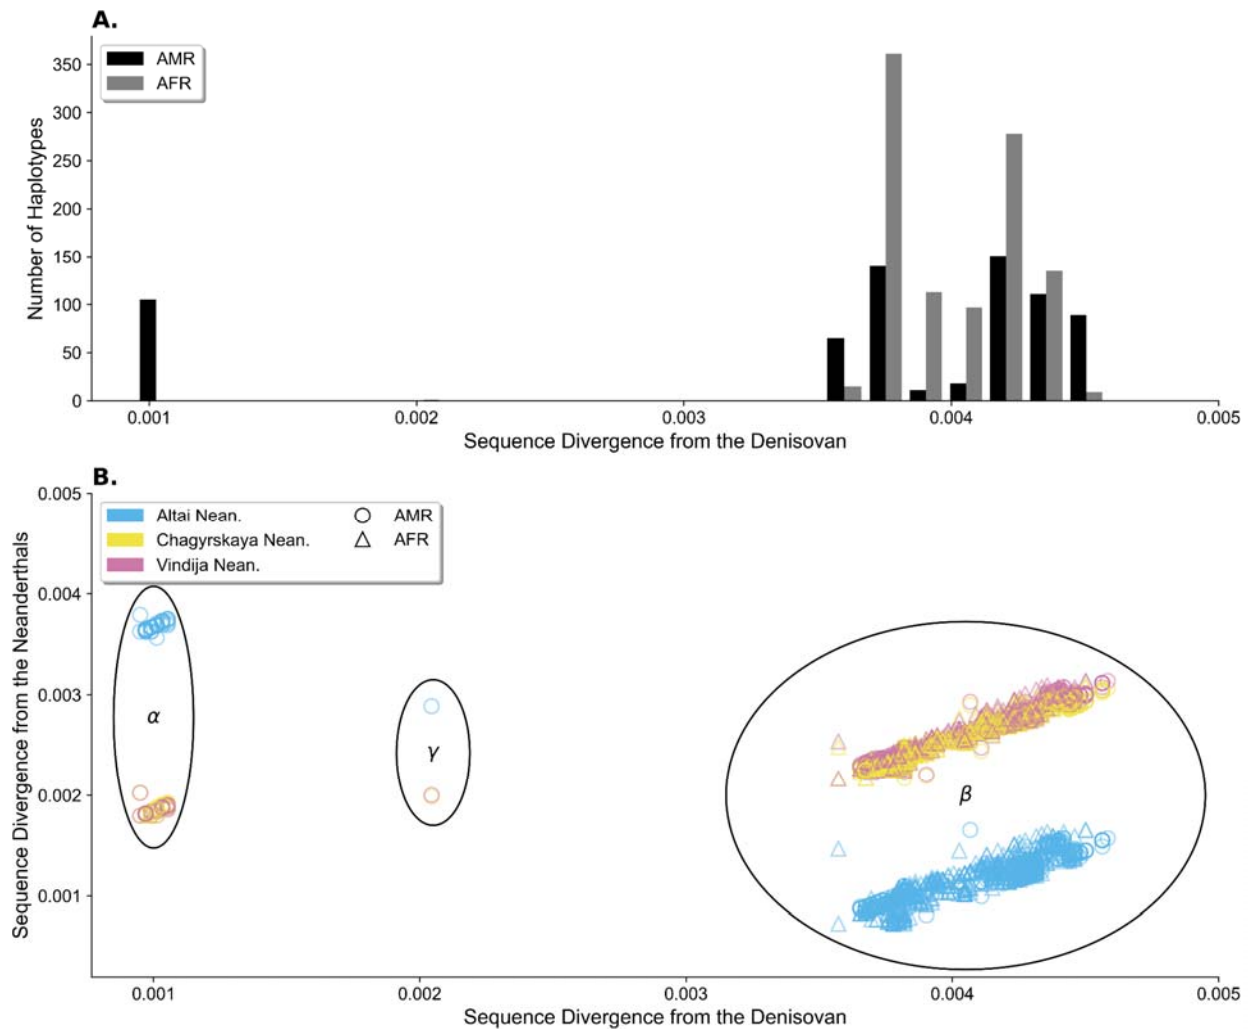 A.
AMR
AFR
Number of Haplotypes
350
300
250
200
150
100
50
0
0.001 0.002 0.003 0.004 0.005
Sequence Divergence from the Denisovan
B.
Altai Nean. AMR
Chagyrskaya Nean. AFR
Vindija Nean.
Sequence Divergence from the Neanderthals
0.005
0.004
0.003
0.002
0.001
α
γ
β
0.001 0.002 0.003 0.004 0.005
Sequence Divergence from the Denisovan